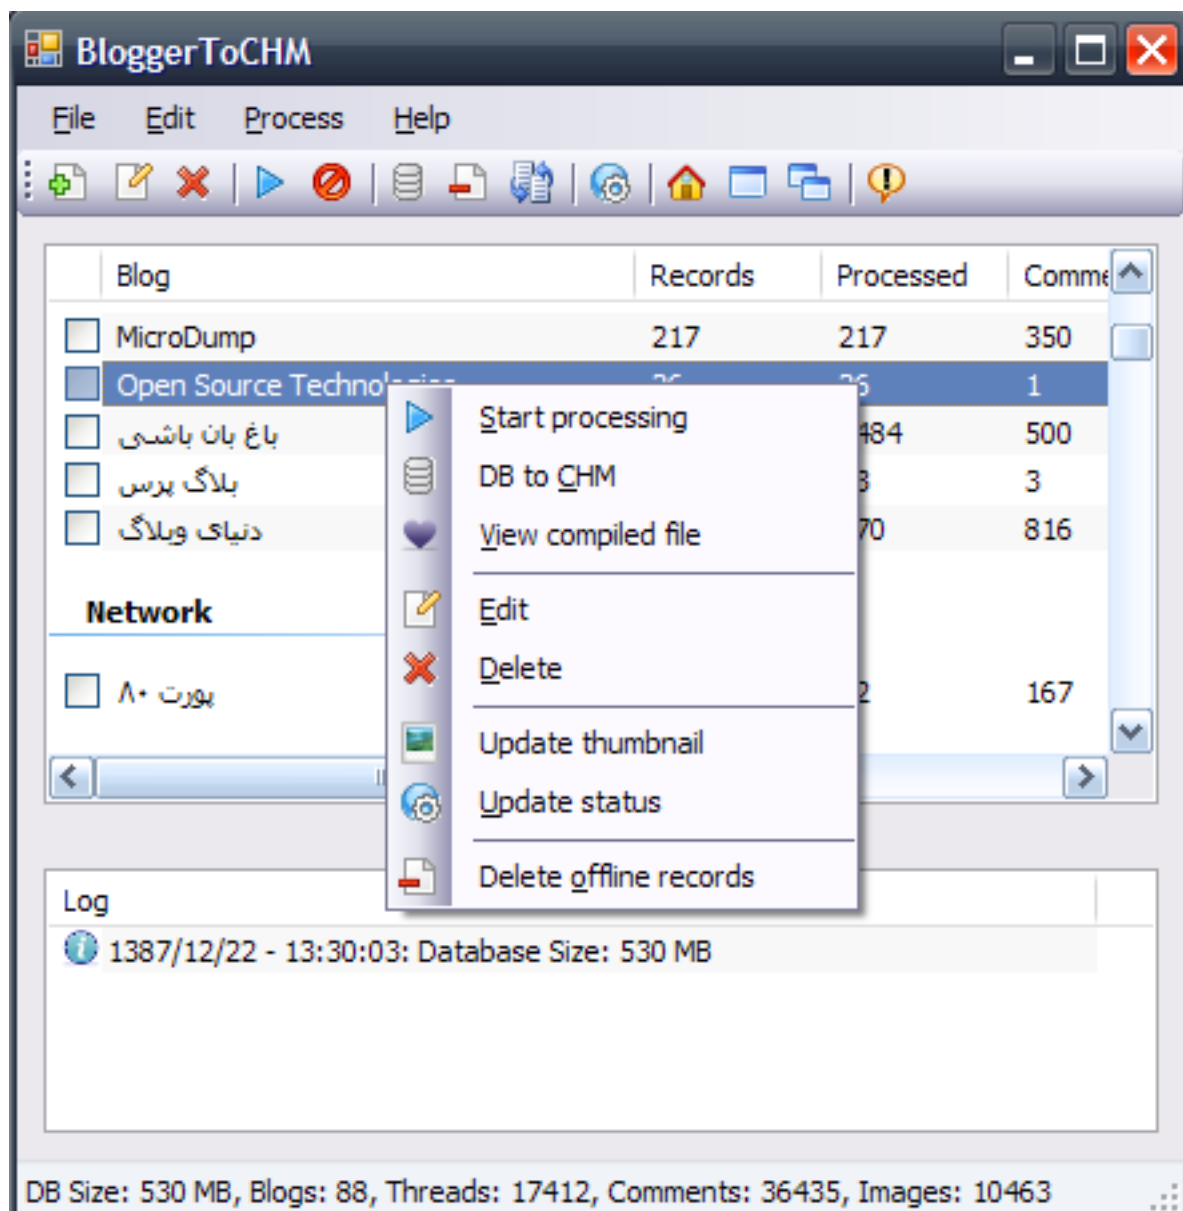 BloggerToCHM
File Edit Process Help
Blog Records Processed
MicroDump 217 217 350
Open Source 1
باغ بان باشی 500
بلاگ پرس 3
دنیای وبلاگ 816
Network
پورت ۸۰ 167
Start processing
DB to CHM
View compiled file
Edit
Delete
Update thumbnail
Update status
Delete offline records
Log
1387/12/22 - 13:30:03: Database Size: 530 MB
DB Size: 530 MB, Blogs: 88, Threads: 17412, Comments: 36435, Images: 10463